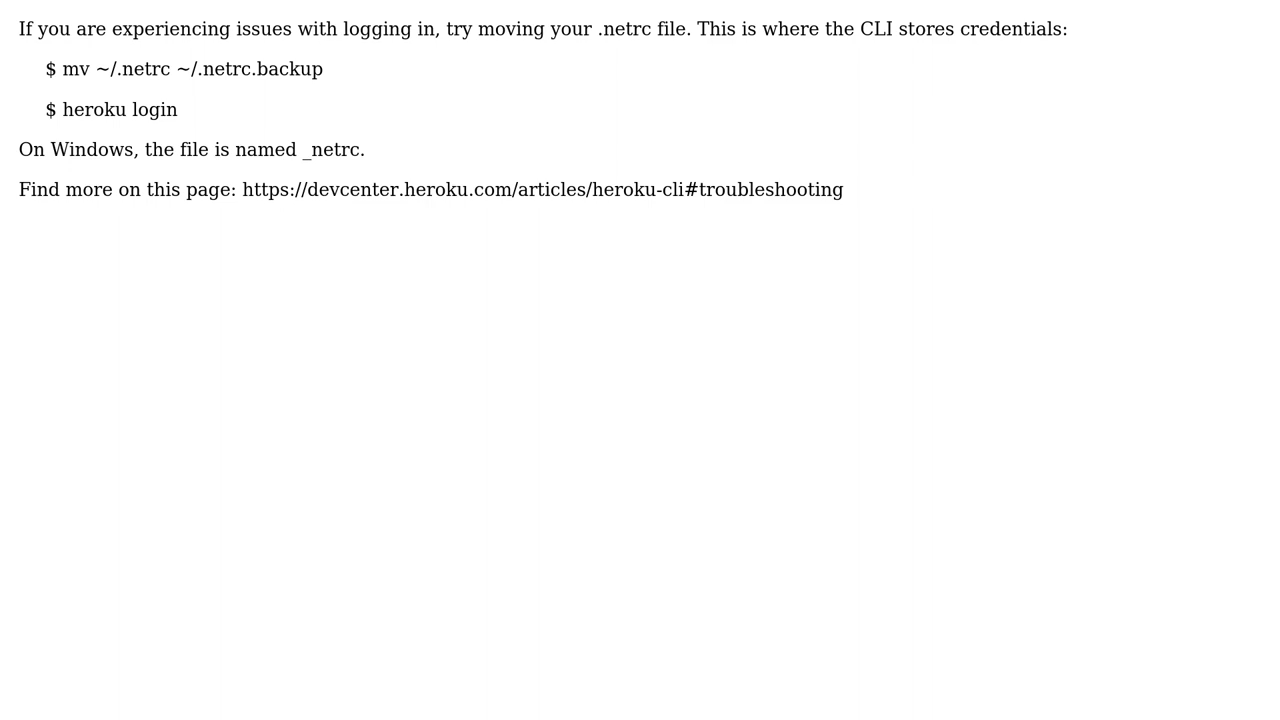 If you are experiencing issues with logging in, try moving your .netrc file. This is where the CLI stores credentials:
$ mv ~/.netrc ~/.netrc.backup
$ heroku login
On Windows, the file is named _netrc.
Find more on this page: https://devcenter.heroku.com/articles/heroku-cli#troubleshooting